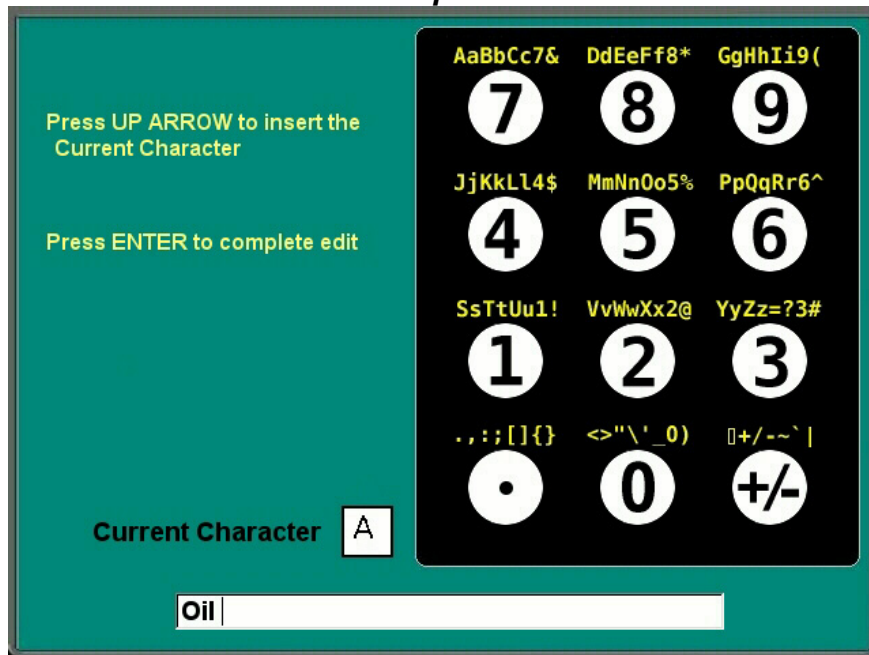 Press UP ARROW to insert the
Current Character
Press ENTER to complete edit
AaBbCc7& DdEeFf8* GgHhIi9(
7 8 9
JjKkLl4$ MmNnOo5% PpQqRr6^
4 5 6
SsTtUu1! VvWwXx2@ YyZz=?3#
1 2 3
.,:;[]{} <>"\'_0) ▯+/-~`|
• 0 +/-
Current Character A
Oil